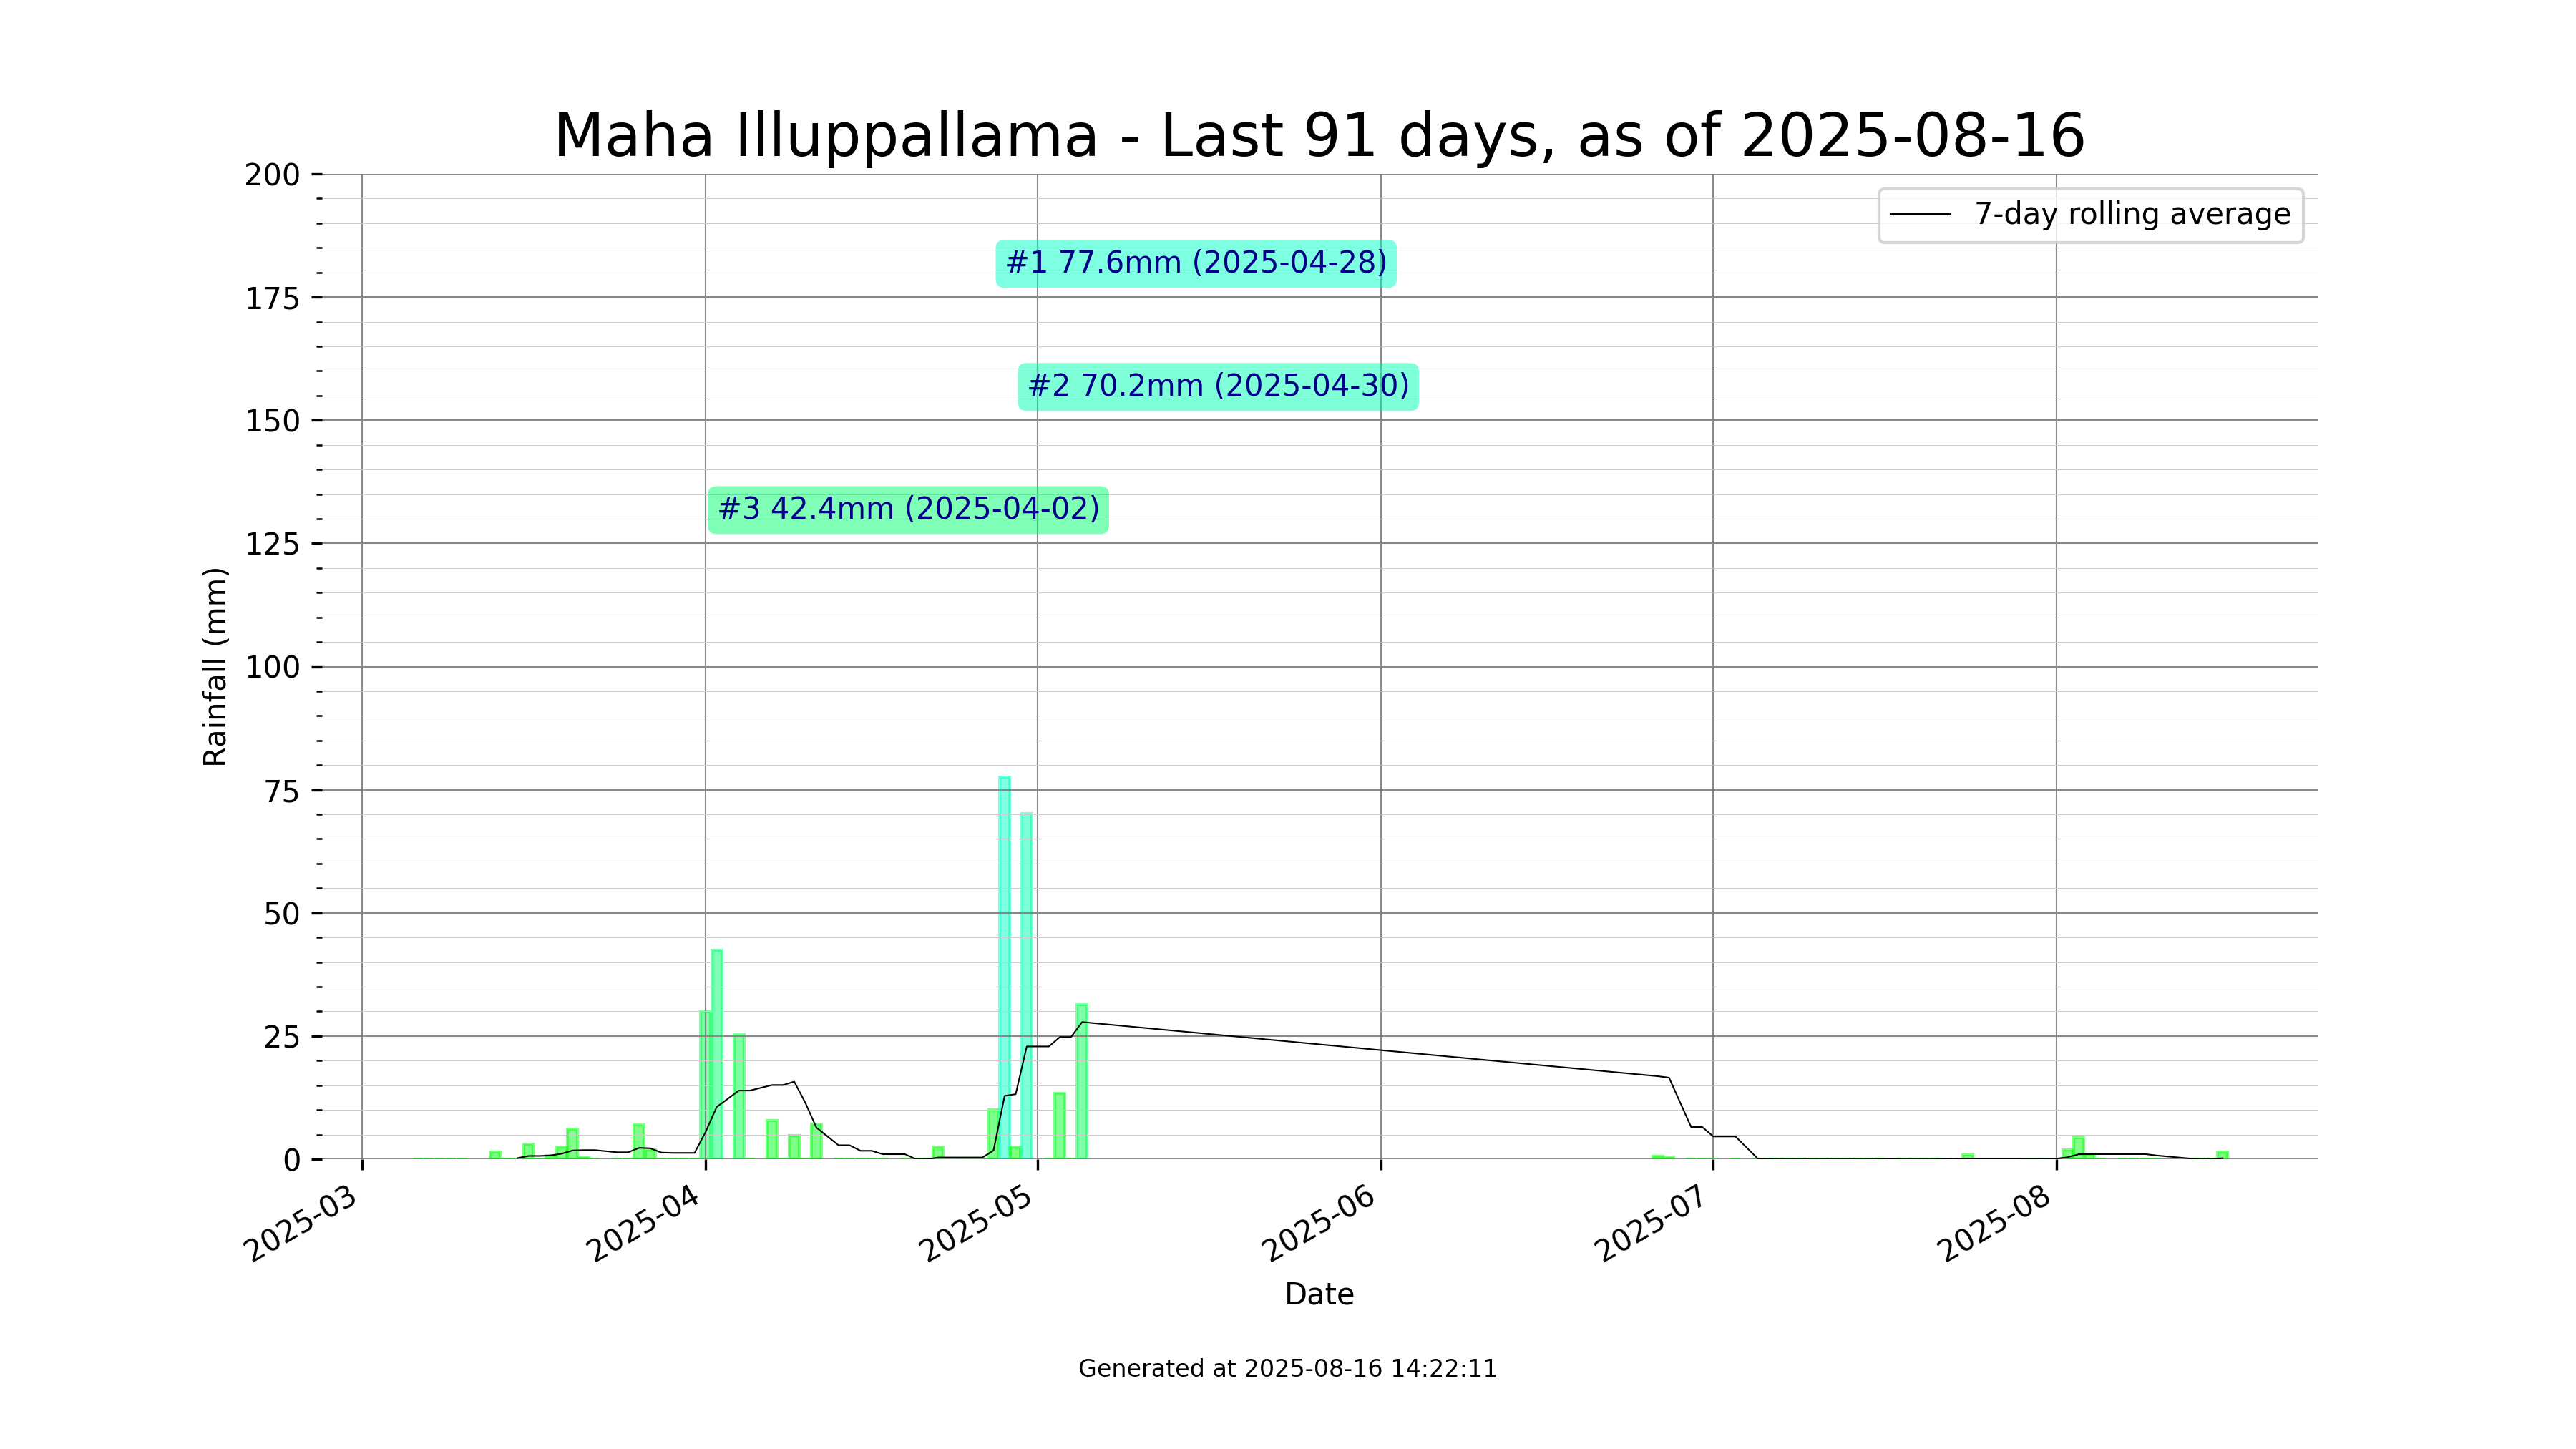 Maha Illuppallama - Last 91 days, as of 2025-08-16
200
175
150
125
100
75
50
25
0
Rainfall (mm)
7-day rolling average
#1 77.6mm (2025-04-28)
#2 70.2mm (2025-04-30)
#3 42.4mm (2025-04-02)
2025-03
2025-04
2025-05
2025-06
2025-07
2025-08
Date
Generated at 2025-08-16 14:22:11